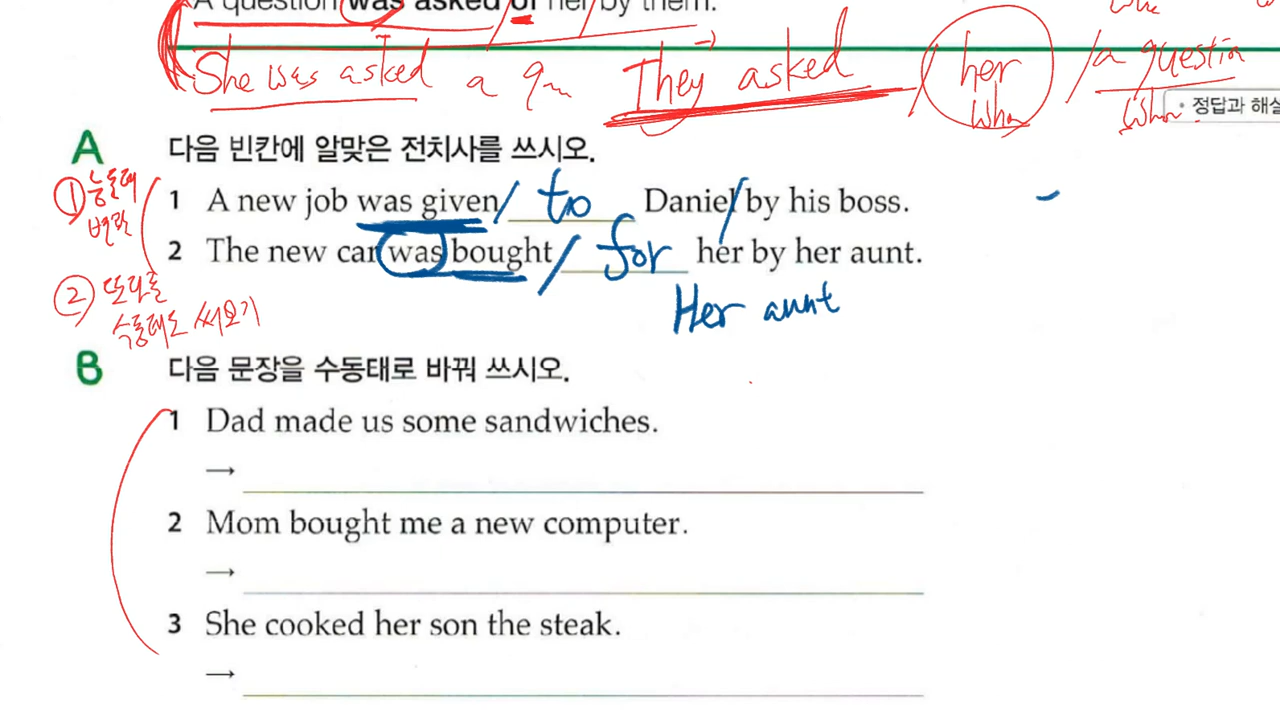 A question was asked of her by them.
She was asked a qun They asked / her / a question
who
• 정답과 해설
A 다음 빈칸에 알맞은 전치사를 쓰시오.
① 능동태
변환
1 A new job was given / to Daniel / by his boss.
2 The new car was bought / for her by her aunt.
② 또다른
수동태도 써보기
Her aunt
B 다음 문장을 수동태로 바꿔 쓰시오.
1 Dad made us some sandwiches.
→
2 Mom bought me a new computer.
→
3 She cooked her son the steak.
→